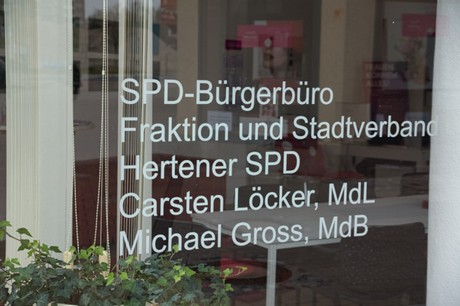 SPD-Bürgerbüro
Fraktion und Stadtverband
Hertener SPD
Carsten Löcker, MdL
Michael Gross, MdB